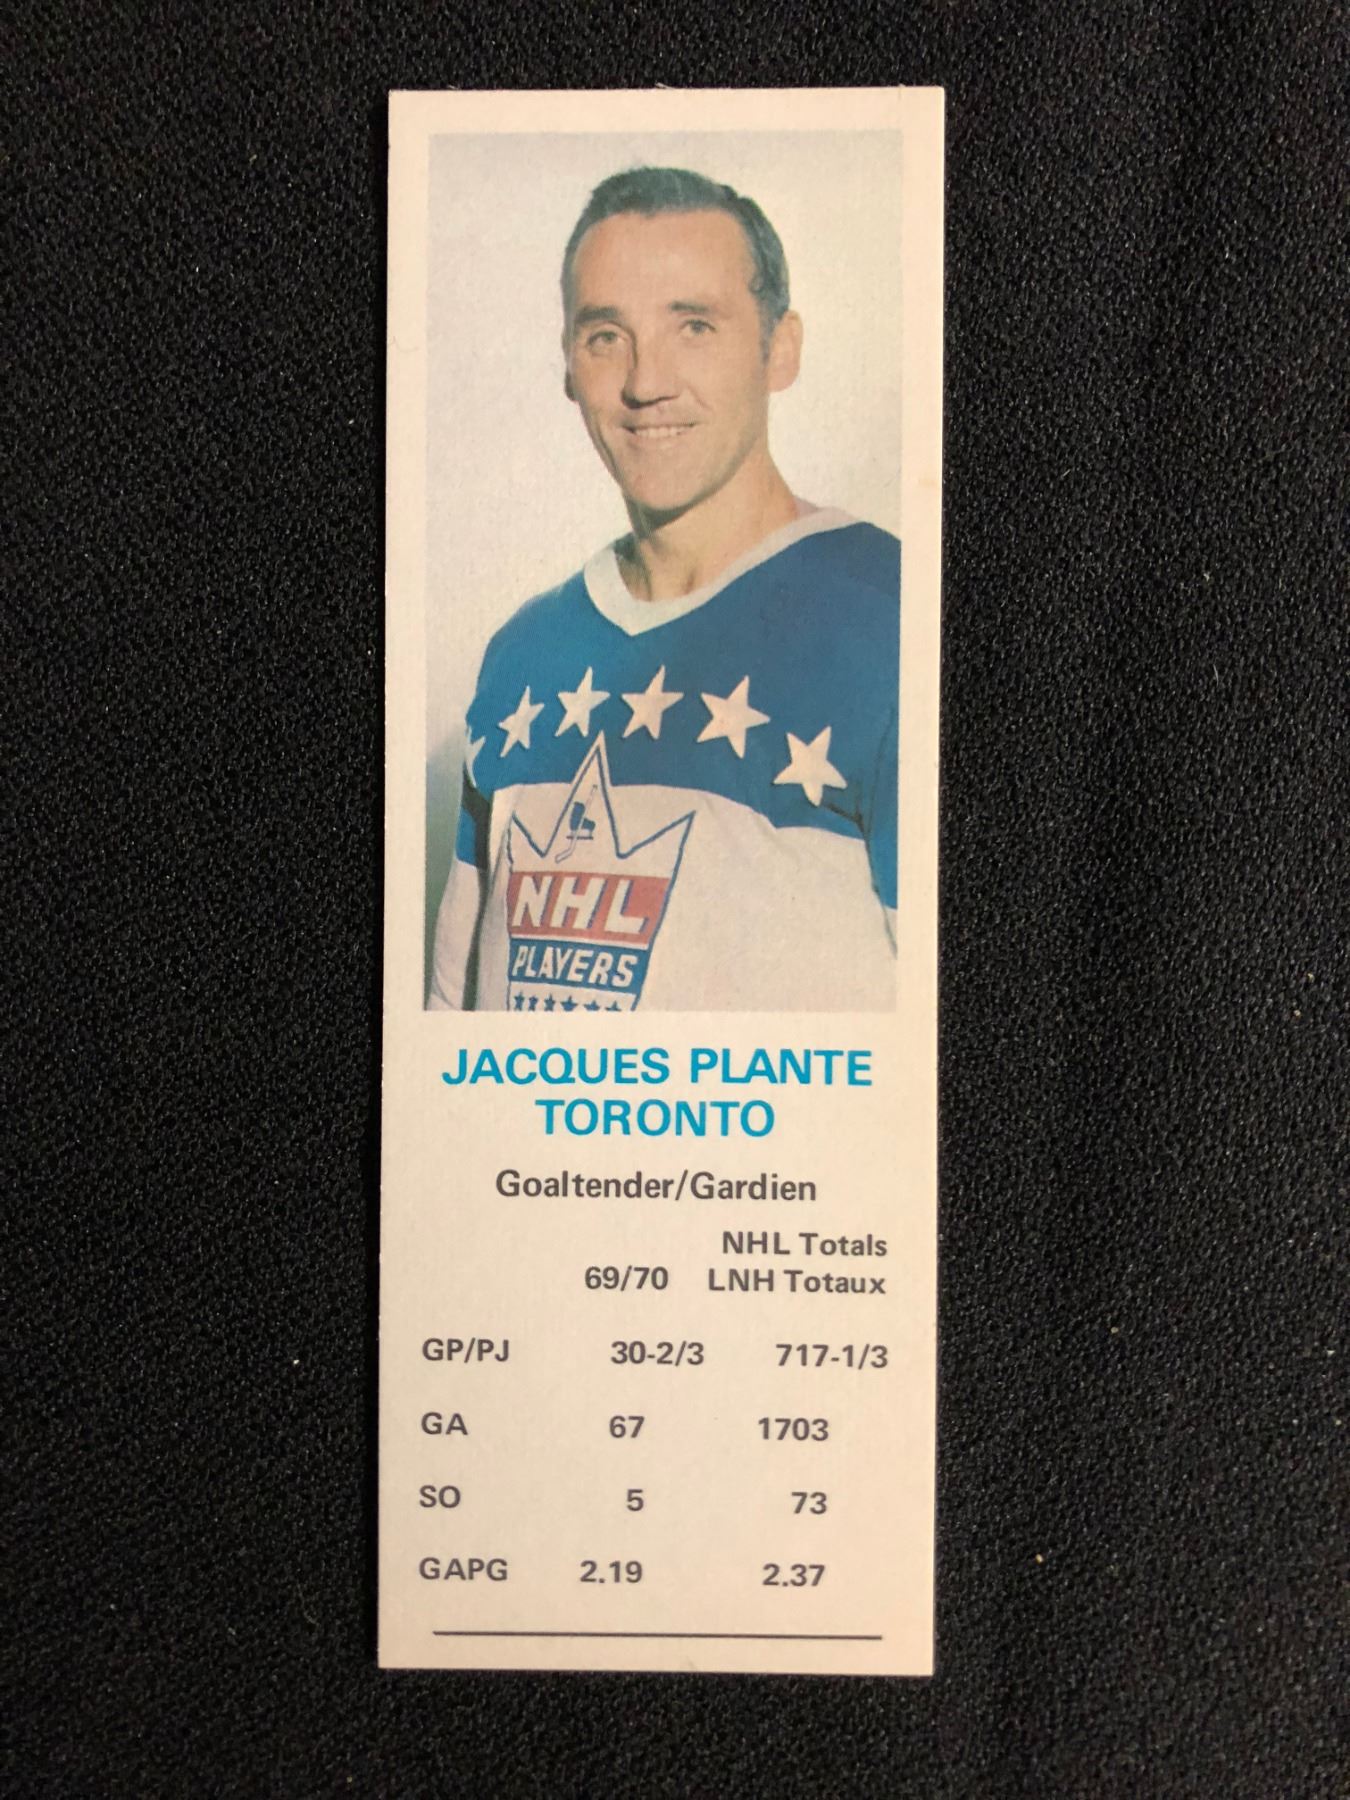 NHL
PLAYERS
JACQUES PLANTE
TORONTO
Goaltender/Gardien
NHL Totals
69/70 LNH Totaux
GP/PJ 30-2/3 717-1/3
GA 67 1703
SO 5 73
GAPG 2.19 2.37